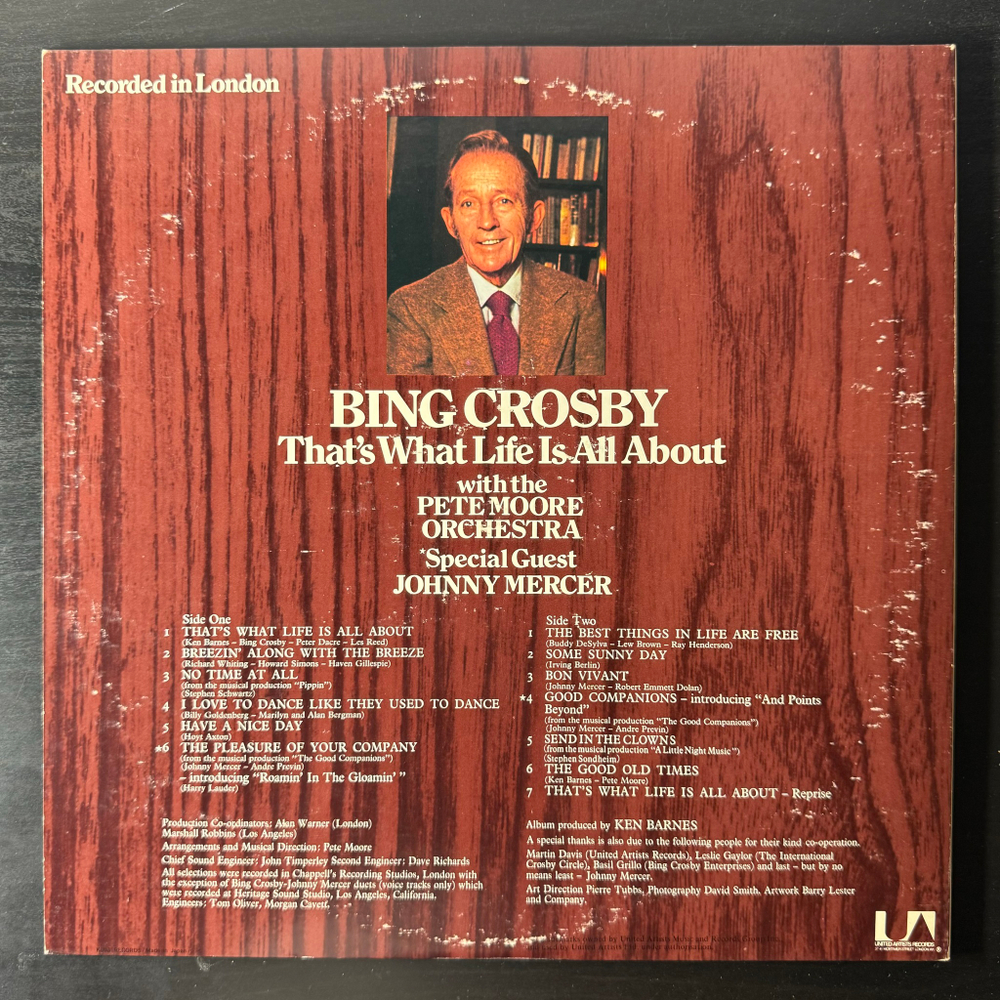 Recorded in London
BING CROSBY
That's What Life Is All About
with the
PETE MOORE
ORCHESTRA
*Special Guest
JOHNNY MERCER
Side One
1 THAT'S WHAT LIFE IS ALL ABOUT
(Ken Barnes – Bing Crosby – Peter Dacre – Les Reed)
2 BREEZIN' ALONG WITH THE BREEZE
(Richard Whiting – Howard Simons – Haven Gillespie)
3 NO TIME AT ALL
(from the musical production "Pippin")
(Stephen Schwartz)
4 I LOVE TO DANCE LIKE THEY USED TO DANCE
(Billy Goldenberg – Marilyn and Alan Bergman)
5 HAVE A NICE DAY
(Hoyt Axton)
*6 THE PLEASURE OF YOUR COMPANY
(from the musical production "The Good Companions")
(Johnny Mercer – Andre Previn)
– introducing "Roamin' In The Gloamin' "
(Harry Lauder)
Side Two
1 THE BEST THINGS IN LIFE ARE FREE
(Buddy DeSylva – Lew Brown – Ray Henderson)
2 SOME SUNNY DAY
(Irving Berlin)
3 BON VIVANT
(Johnny Mercer – Robert Emmett Dolan)
*4 GOOD COMPANIONS – introducing "And Points
Beyond"
(from the musical production "The Good Companions")
(Johnny Mercer – Andre Previn)
5 SEND IN THE CLOWNS
(from the musical production "A Little Night Music")
(Stephen Sondheim)
6 THE GOOD OLD TIMES
(Ken Barnes – Pete Moore)
7 THAT'S WHAT LIFE IS ALL ABOUT – Reprise
Production Co-ordinators: Alan Warner (London)
Marshall Robbins (Los Angeles)
Arrangements and Musical Direction: Pete Moore
Chief Sound Engineer: John Timperley Second Engineer: Dave Richards
All selections were recorded in Chappell's Recording Studios, London with
the exception of Bing Crosby-Johnny Mercer duets (voice tracks only) which
were recorded at Heritage Sound Studio, Los Angeles, California.
Engineers: Tom Oliver, Morgan Cavett.
Album produced by KEN BARNES
A special thanks is also due to the following people for their kind co-operation.
Martin Davis (United Artists Records), Leslie Gaylor (The International
Crosby Circle), Basil Grillo (Bing Crosby Enterprises) and last – but by no
means least – Johnny Mercer.
Art Direction Pierre Tubbs, Photography David Smith, Artwork Barry Lester
and Company.
UA
UNITED ARTISTS RECORDS
owned by United Artists Music and Records
by United Artists under authorisation.